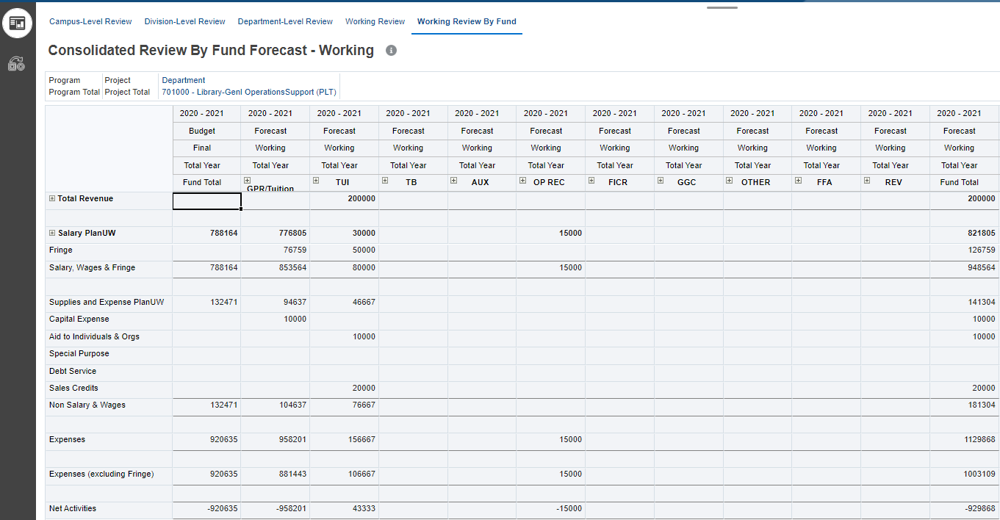 Campus-Level Review Division-Level Review Department-Level Review Working Review Working Review By Fund
Consolidated Review By Fund Forecast - Working
Program Project Department
Program Total Project Total 701000 - Library-Genl OperationsSupport (PLT)
2020 - 2021 2020 - 2021 2020 - 2021 2020 - 2021 2020 - 2021 2020 - 2021 2020 - 2021 2020 - 2021 2020 - 2021 2020 - 2021 2020 - 2021 2020 - 2021
Budget Forecast Forecast Forecast Forecast Forecast Forecast Forecast Forecast Forecast Forecast Forecast
Final Working Working Working Working Working Working Working Working Working Working Working
Total Year Total Year Total Year Total Year Total Year Total Year Total Year Total Year Total Year Total Year Total Year Total Year
Fund Total GPR/Tuition TUI TB AUX OP REC FICR GGC OTHER FFA REV Fund Total
Total Revenue 200000 200000
Salary PlanUW 788164 776805 30000 15000 821805
Fringe 76759 50000 126759
Salary, Wages & Fringe 788164 853564 80000 15000 948564
Supplies and Expense PlanUW 132471 94637 46667 141304
Capital Expense 10000 10000
Aid to Individuals & Orgs 10000 10000
Special Purpose
Debt Service
Sales Credits 20000 20000
Non Salary & Wages 132471 104637 76667 181304
Expenses 920635 958201 156667 15000 1129868
Expenses (excluding Fringe) 920635 881443 106667 15000 1003109
Net Activities -920635 -958201 43333 -15000 -929868